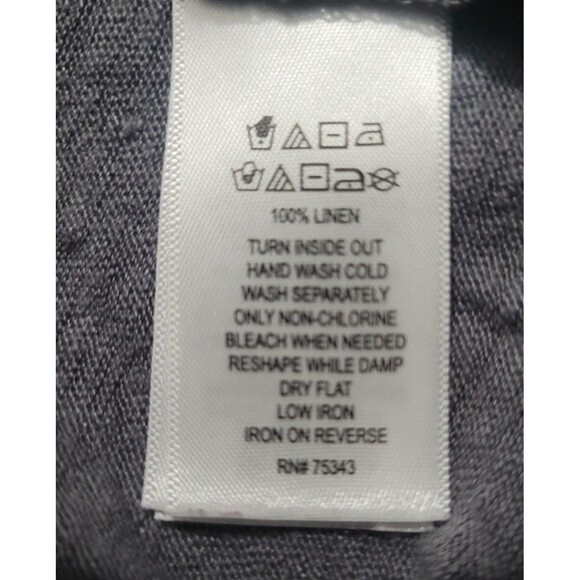 100% LINEN
TURN INSIDE OUT
HAND WASH COLD
WASH SEPARATELY
ONLY NON-CHLORINE
BLEACH WHEN NEEDED
RESHAPE WHILE DAMP
DRY FLAT
LOW IRON
IRON ON REVERSE
RN# 75343